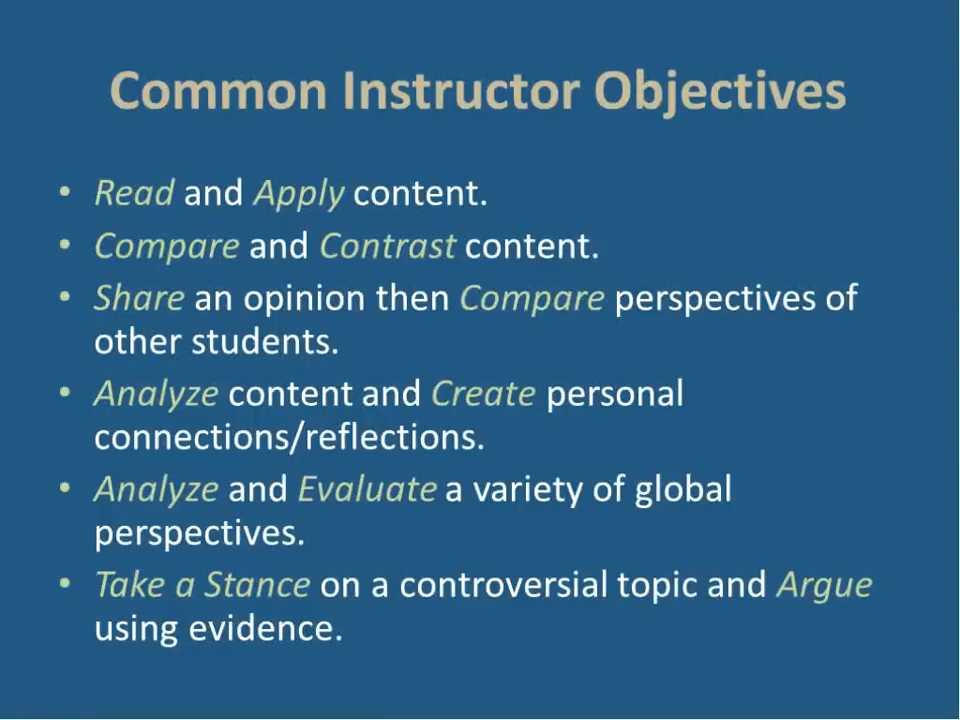 Common Instructor Objectives
• Read and Apply content.
• Compare and Contrast content.
• Share an opinion then Compare perspectives of
other students.
• Analyze content and Create personal
connections/reflections.
• Analyze and Evaluate a variety of global
perspectives.
• Take a Stance on a controversial topic and Argue
using evidence.